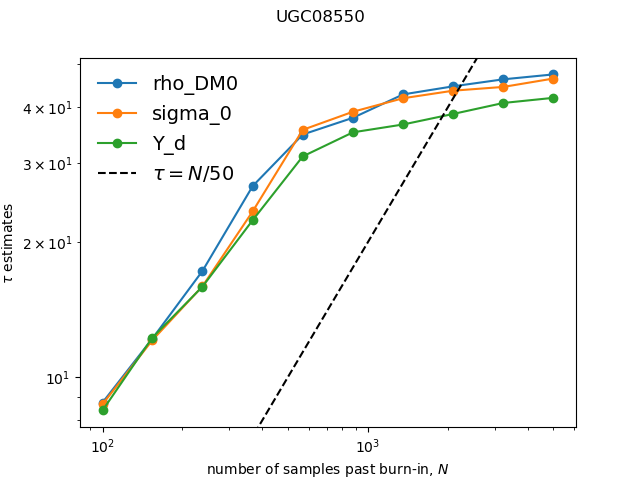 UGC08550
rho_DM0
sigma_0
Y_d
τ = N/50
4 × 10¹
3 × 10¹
2 × 10¹
10¹
τ estimates
10² 10³
number of samples past burn-in, N